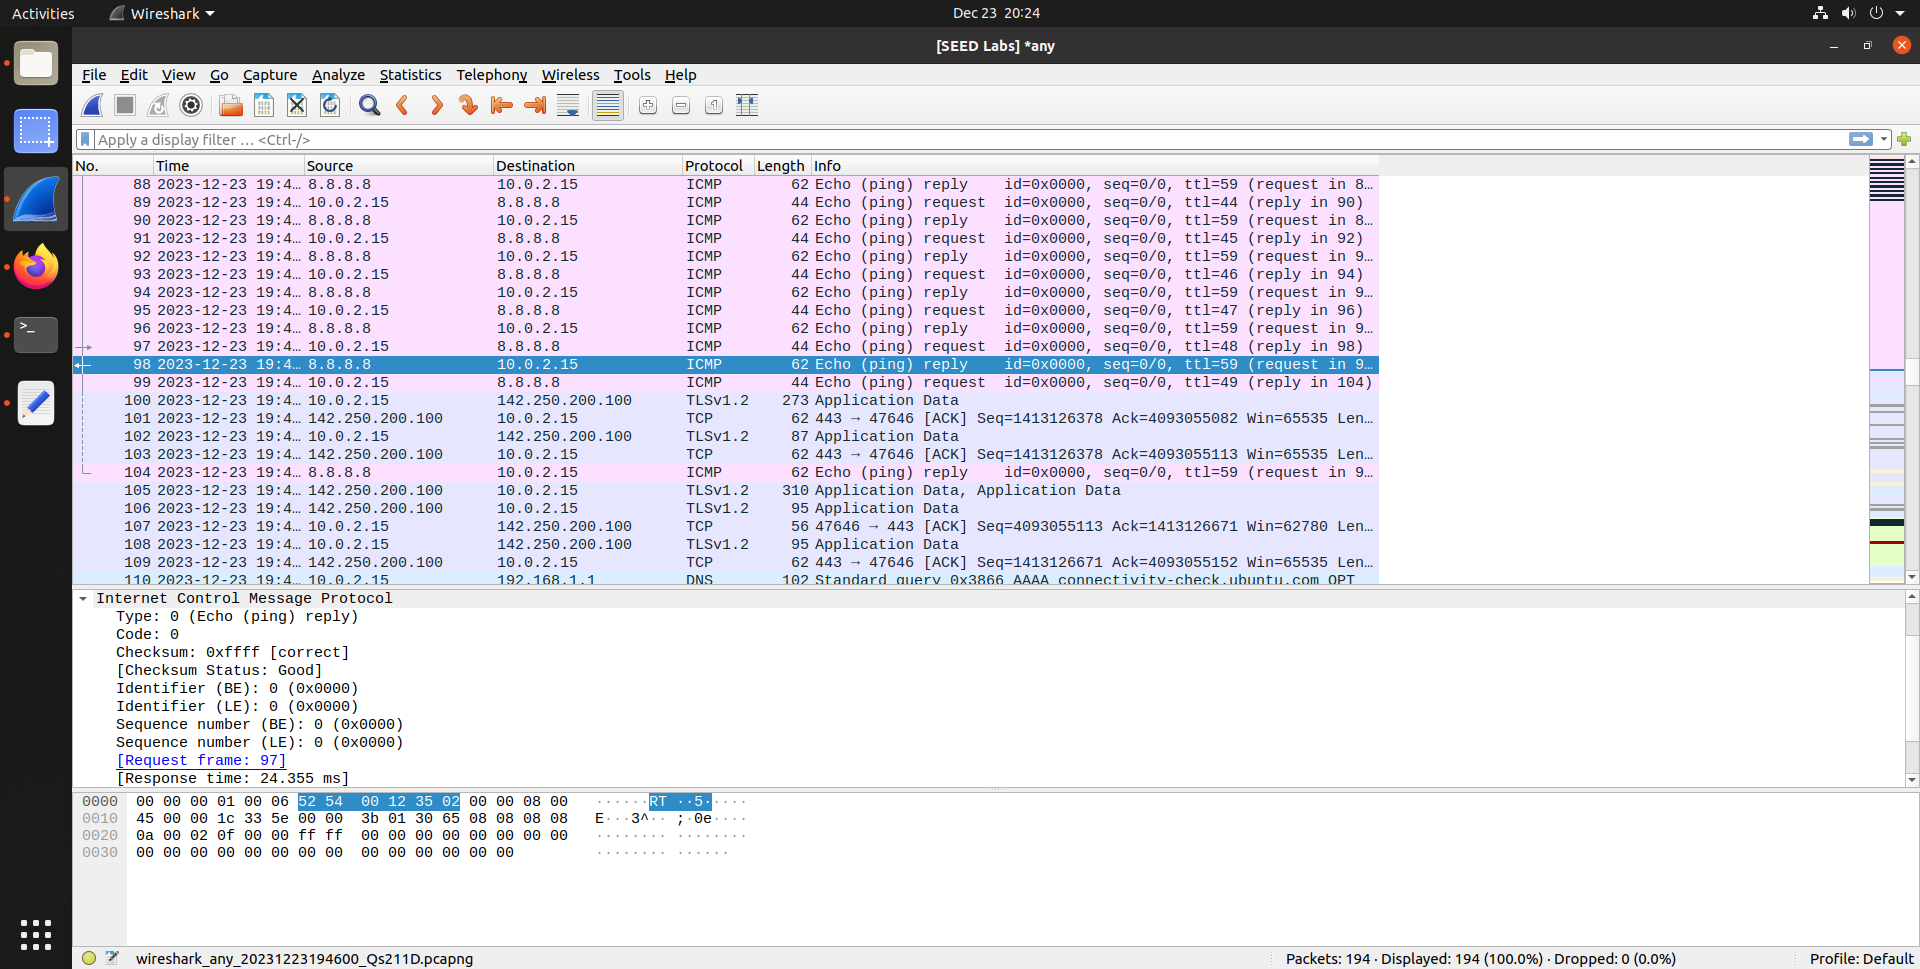 Activities Wireshark Dec 23 20:24
[SEED Labs] *any
File Edit View Go Capture Analyze Statistics Telephony Wireless Tools Help
Apply a display filter … <Ctrl-/>
No. Time Source Destination Protocol Length Info
88 2023-12-23 19:4… 8.8.8.8 10.0.2.15 ICMP 62 Echo (ping) reply id=0x0000, seq=0/0, ttl=59 (request in 8…
89 2023-12-23 19:4… 10.0.2.15 8.8.8.8 ICMP 44 Echo (ping) request id=0x0000, seq=0/0, ttl=44 (reply in 90)
90 2023-12-23 19:4… 8.8.8.8 10.0.2.15 ICMP 62 Echo (ping) reply id=0x0000, seq=0/0, ttl=59 (request in 8…
91 2023-12-23 19:4… 10.0.2.15 8.8.8.8 ICMP 44 Echo (ping) request id=0x0000, seq=0/0, ttl=45 (reply in 92)
92 2023-12-23 19:4… 8.8.8.8 10.0.2.15 ICMP 62 Echo (ping) reply id=0x0000, seq=0/0, ttl=59 (request in 9…
93 2023-12-23 19:4… 10.0.2.15 8.8.8.8 ICMP 44 Echo (ping) request id=0x0000, seq=0/0, ttl=46 (reply in 94)
94 2023-12-23 19:4… 8.8.8.8 10.0.2.15 ICMP 62 Echo (ping) reply id=0x0000, seq=0/0, ttl=59 (request in 9…
95 2023-12-23 19:4… 10.0.2.15 8.8.8.8 ICMP 44 Echo (ping) request id=0x0000, seq=0/0, ttl=47 (reply in 96)
96 2023-12-23 19:4… 8.8.8.8 10.0.2.15 ICMP 62 Echo (ping) reply id=0x0000, seq=0/0, ttl=59 (request in 9…
97 2023-12-23 19:4… 10.0.2.15 8.8.8.8 ICMP 44 Echo (ping) request id=0x0000, seq=0/0, ttl=48 (reply in 98)
98 2023-12-23 19:4… 8.8.8.8 10.0.2.15 ICMP 62 Echo (ping) reply id=0x0000, seq=0/0, ttl=59 (request in 9…
99 2023-12-23 19:4… 10.0.2.15 8.8.8.8 ICMP 44 Echo (ping) request id=0x0000, seq=0/0, ttl=49 (reply in 104)
100 2023-12-23 19:4… 10.0.2.15 142.250.200.100 TLSv1.2 273 Application Data
101 2023-12-23 19:4… 142.250.200.100 10.0.2.15 TCP 62 443 → 47646 [ACK] Seq=1413126378 Ack=4093055082 Win=65535 Len…
102 2023-12-23 19:4… 10.0.2.15 142.250.200.100 TLSv1.2 87 Application Data
103 2023-12-23 19:4… 142.250.200.100 10.0.2.15 TCP 62 443 → 47646 [ACK] Seq=1413126378 Ack=4093055113 Win=65535 Len…
104 2023-12-23 19:4… 8.8.8.8 10.0.2.15 ICMP 62 Echo (ping) reply id=0x0000, seq=0/0, ttl=59 (request in 9…
105 2023-12-23 19:4… 142.250.200.100 10.0.2.15 TLSv1.2 310 Application Data, Application Data
106 2023-12-23 19:4… 142.250.200.100 10.0.2.15 TLSv1.2 95 Application Data
107 2023-12-23 19:4… 10.0.2.15 142.250.200.100 TCP 56 47646 → 443 [ACK] Seq=4093055113 Ack=1413126671 Win=62780 Len…
108 2023-12-23 19:4… 10.0.2.15 142.250.200.100 TLSv1.2 95 Application Data
109 2023-12-23 19:4… 142.250.200.100 10.0.2.15 TCP 62 443 → 47646 [ACK] Seq=1413126671 Ack=4093055152 Win=65535 Len…
110 2023-12-23 19:4… 10.0.2.15 192.168.1.1 DNS 102 Standard query 0x3866 AAAA connectivity-check.ubuntu.com OPT
Internet Control Message Protocol
Type: 0 (Echo (ping) reply)
Code: 0
Checksum: 0xffff [correct]
[Checksum Status: Good]
Identifier (BE): 0 (0x0000)
Identifier (LE): 0 (0x0000)
Sequence number (BE): 0 (0x0000)
Sequence number (LE): 0 (0x0000)
[Request frame: 97]
[Response time: 24.355 ms]
0000 00 00 00 01 00 06 52 54 00 12 35 02 00 00 08 00 ······RT ··5·····
0010 45 00 00 1c 33 5e 00 00 3b 01 30 65 08 08 08 08 E···3^·· ;·0e····
0020 0a 00 02 0f 00 00 ff ff 00 00 00 00 00 00 00 00 ········ ········
0030 00 00 00 00 00 00 00 00 00 00 00 00 00 00 ········ ······
wireshark_any_20231223194600_Qs211D.pcapng Packets: 194 · Displayed: 194 (100.0%) · Dropped: 0 (0.0%) Profile: Default